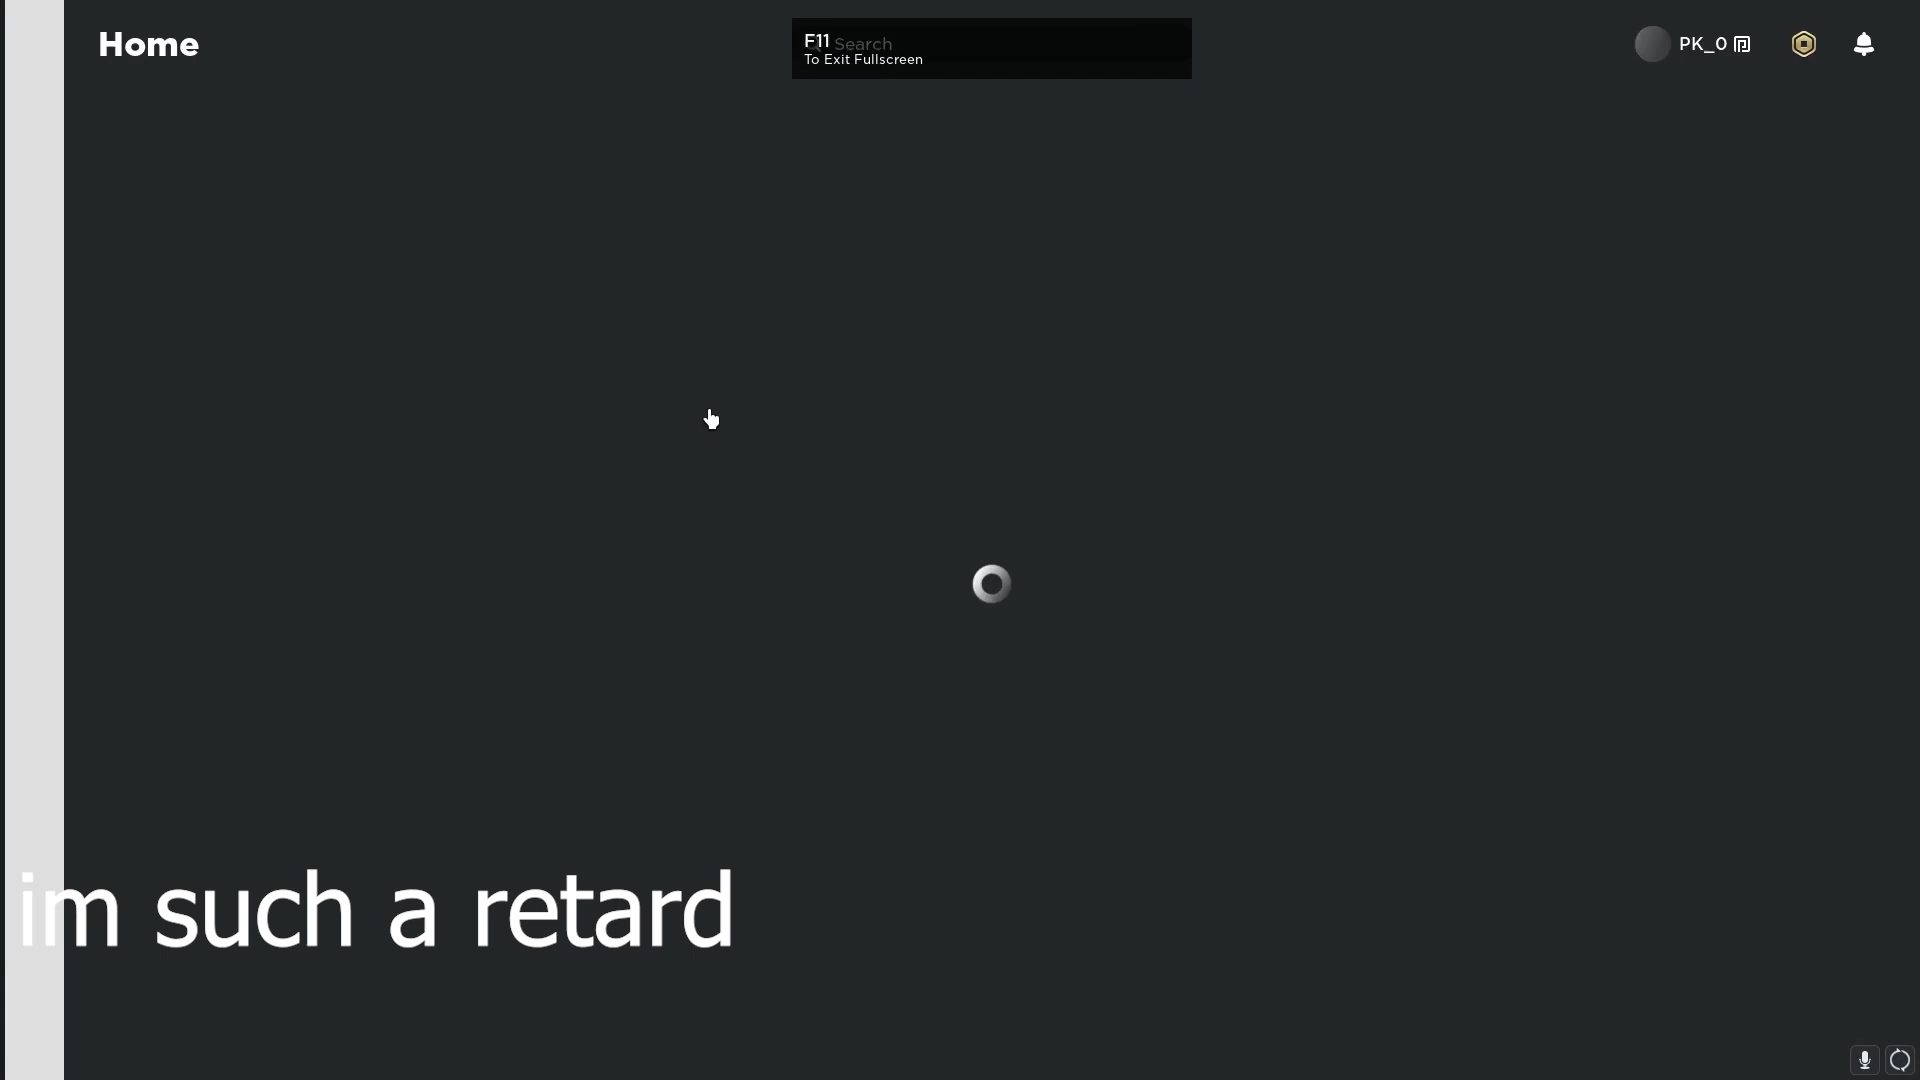 Home
F11
Search
To Exit Fullscreen
PK_0
im such a retard